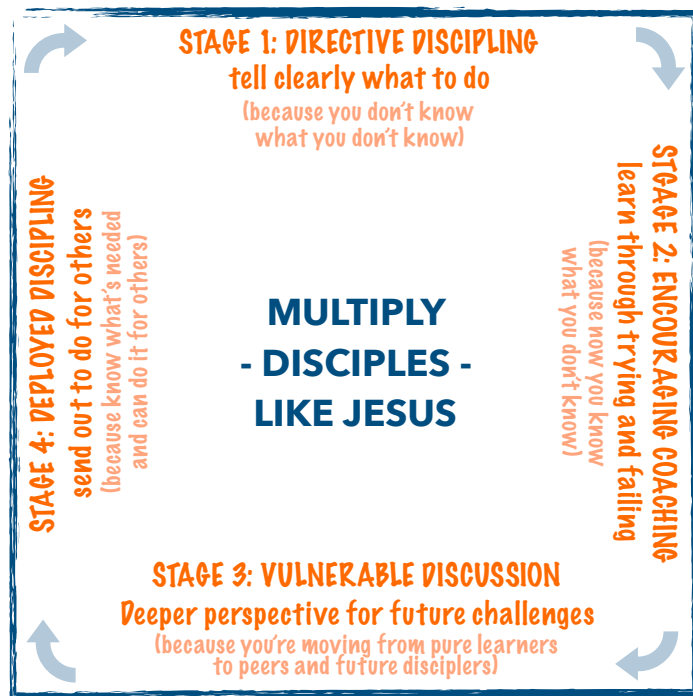 STAGE 1: DIRECTIVE DISCIPLING
tell clearly what to do
(because you don't know
what you don't know)
STGAGE 2: ENCOURAGING COACHING
learn through trying and failing
(because now you know
what you don't know)
STAGE 3: VULNERABLE DISCUSSION
Deeper perspective for future challenges
(because you're moving from pure learners
to peers and future disciplers)
STAGE 4: DEPLOYED DISCIPLING
send out to do for others
(because know what's needed
and can do it for others)
MULTIPLY
- DISCIPLES -
LIKE JESUS